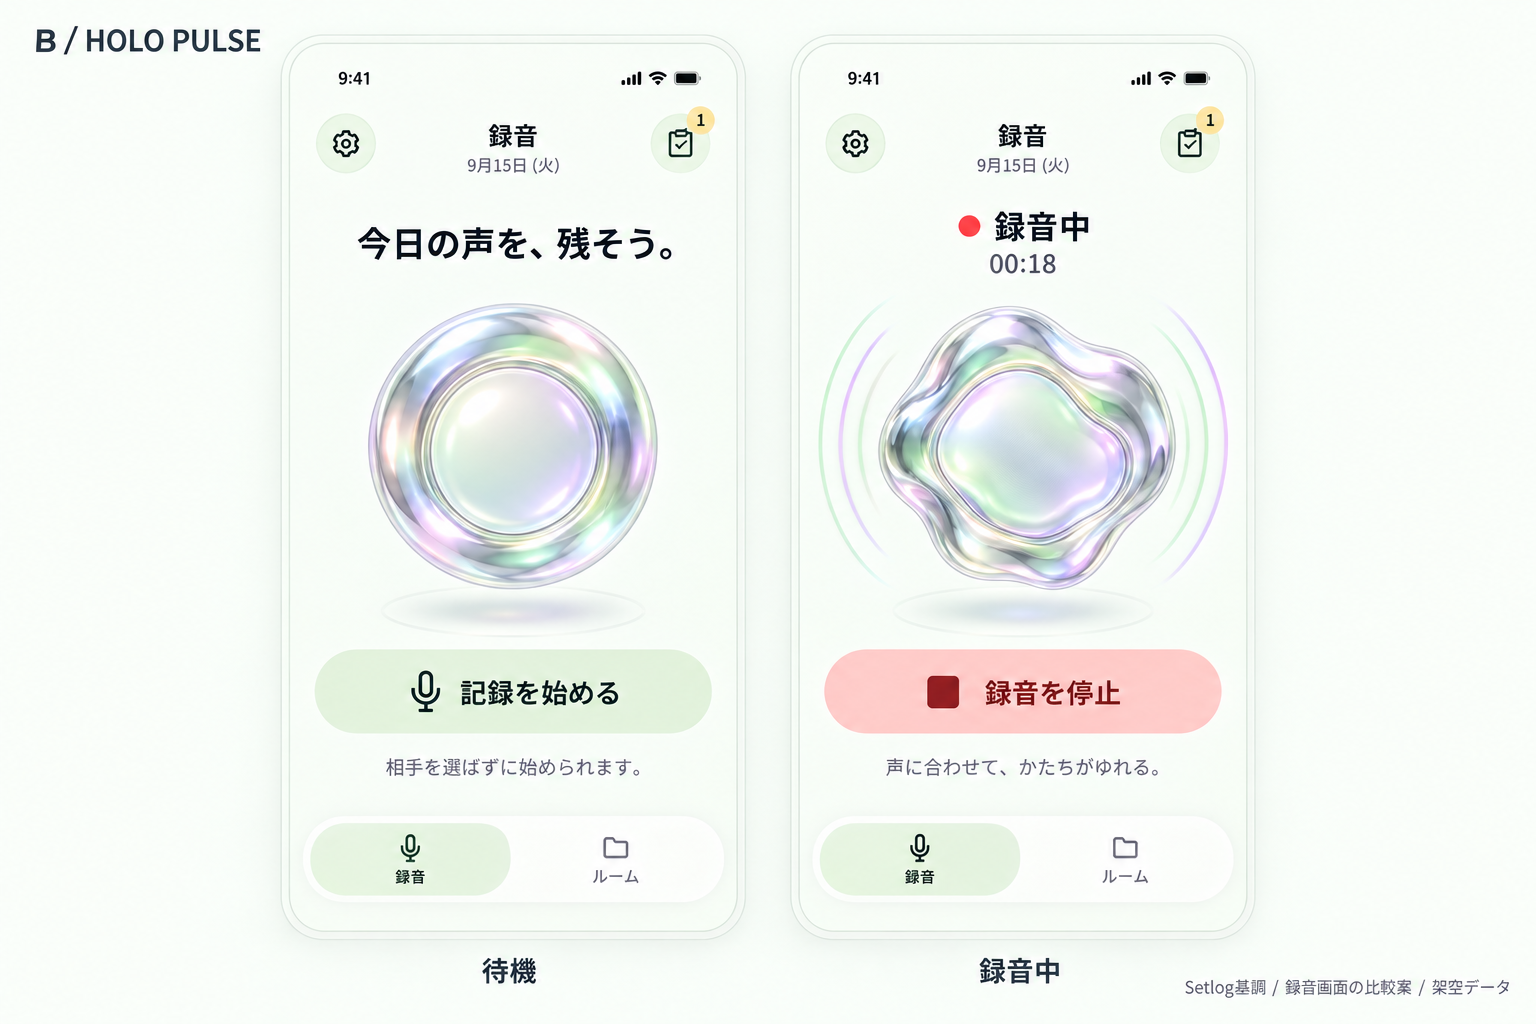 B / HOLO PULSE
9:41
録音
9月15日 (火)
1
今日の声を、残そう。
記録を始める
相手を選ばずに始められます。
録音
ルーム
待機
9:41
録音
9月15日 (火)
1
録音中
00:18
録音を停止
声に合わせて、かたちがゆれる。
録音
ルーム
録音中
Setlog基調 / 録音画面の比較案 / 架空データ